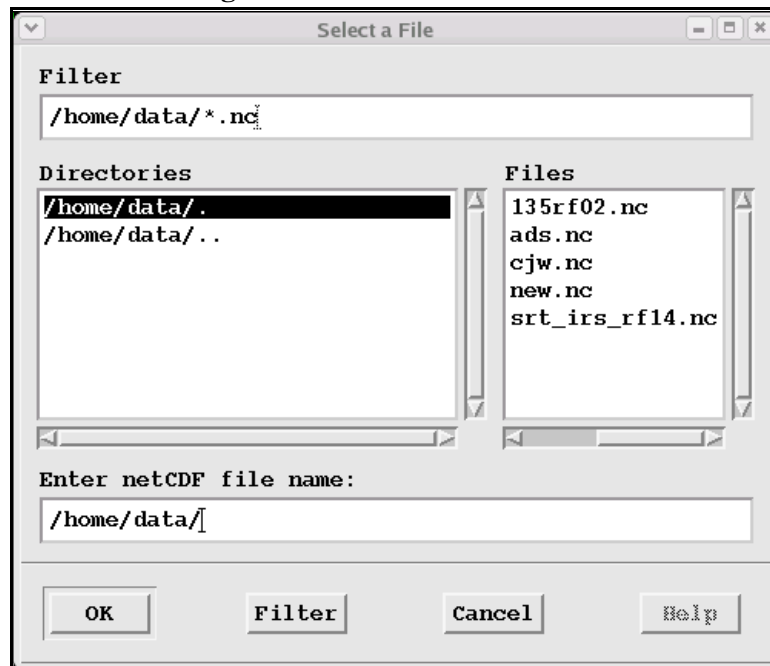 Select a File
Filter
/home/data/*.nc
Directories
/home/data/.
/home/data/..
Files
135rf02.nc
ads.nc
cjw.nc
new.nc
srt_irs_rf14.nc
Enter netCDF file name:
/home/data/
OK Filter Cancel Help